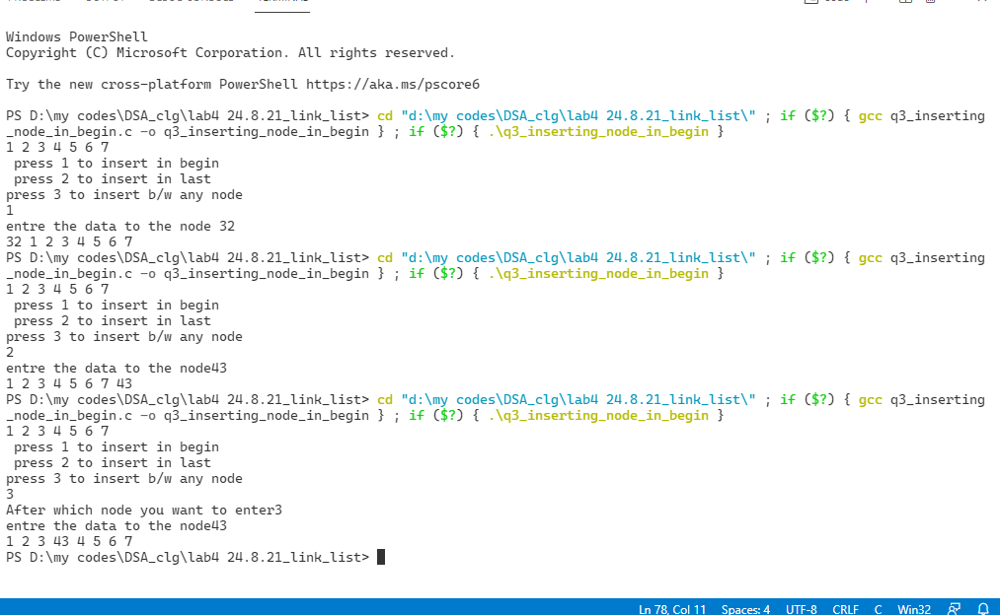 Windows PowerShell
Copyright (C) Microsoft Corporation. All rights reserved.
Try the new cross-platform PowerShell https://aka.ms/pscore6
PS D:\my codes\DSA_clg\lab4 24.8.21_link_list> cd "d:\my codes\DSA_clg\lab4 24.8.21_link_list\" ; if ($?) { gcc q3_inserting
_node_in_begin.c -o q3_inserting_node_in_begin } ; if ($?) { .\q3_inserting_node_in_begin }
1 2 3 4 5 6 7
 press 1 to insert in begin
 press 2 to insert in last
press 3 to insert b/w any node
1
entre the data to the node 32
32 1 2 3 4 5 6 7
PS D:\my codes\DSA_clg\lab4 24.8.21_link_list> cd "d:\my codes\DSA_clg\lab4 24.8.21_link_list\" ; if ($?) { gcc q3_inserting
_node_in_begin.c -o q3_inserting_node_in_begin } ; if ($?) { .\q3_inserting_node_in_begin }
1 2 3 4 5 6 7
 press 1 to insert in begin
 press 2 to insert in last
press 3 to insert b/w any node
2
entre the data to the node43
1 2 3 4 5 6 7 43
PS D:\my codes\DSA_clg\lab4 24.8.21_link_list> cd "d:\my codes\DSA_clg\lab4 24.8.21_link_list\" ; if ($?) { gcc q3_inserting
_node_in_begin.c -o q3_inserting_node_in_begin } ; if ($?) { .\q3_inserting_node_in_begin }
1 2 3 4 5 6 7
 press 1 to insert in begin
 press 2 to insert in last
press 3 to insert b/w any node
3
After which node you want to enter3
entre the data to the node43
1 2 3 43 4 5 6 7
PS D:\my codes\DSA_clg\lab4 24.8.21_link_list>
Ln 78, Col 11 Spaces: 4 UTF-8 CRLF C Win32